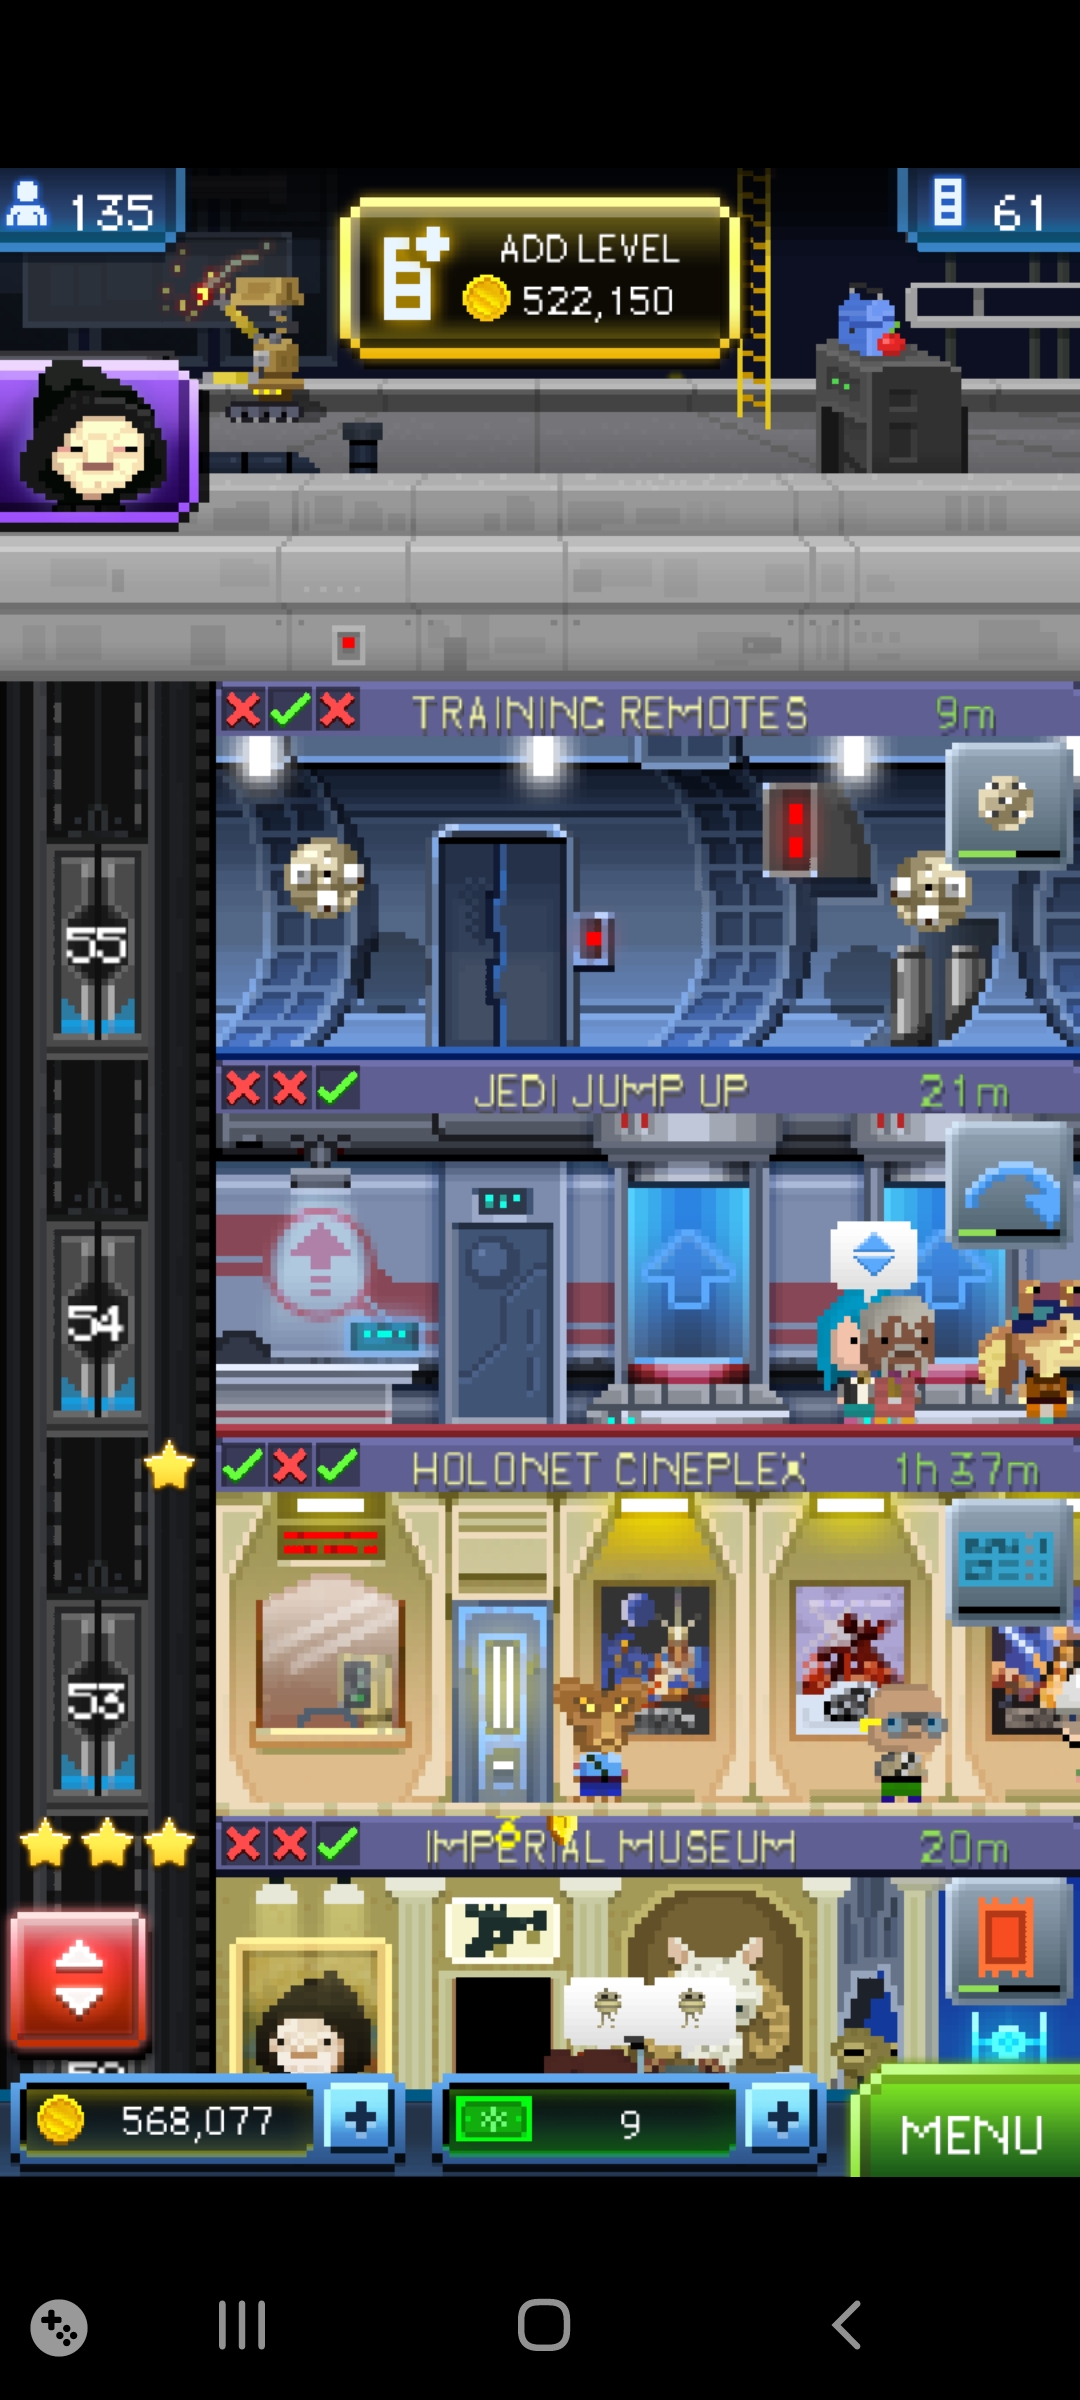 135
ADD LEVEL
522,150
61
TRAINING REMOTES 9m
55
JEDI JUMP UP 21m
54
HOLONET CINEPLEX 1h 37m
53
IMPERIAL MUSEUM 20m
568,077
9
MENU